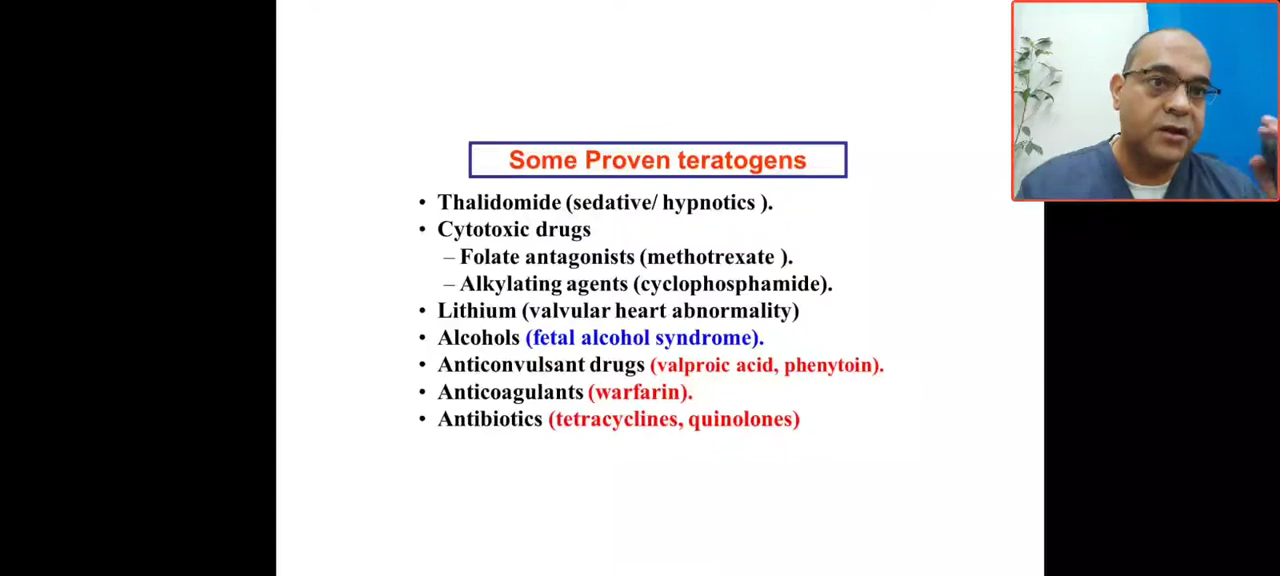 Some Proven teratogens
• Thalidomide (sedative/ hypnotics ).
• Cytotoxic drugs
– Folate antagonists (methotrexate ).
– Alkylating agents (cyclophosphamide).
• Lithium (valvular heart abnormality)
• Alcohols (fetal alcohol syndrome).
• Anticonvulsant drugs (valproic acid, phenytoin).
• Anticoagulants (warfarin).
• Antibiotics (tetracyclines, quinolones)